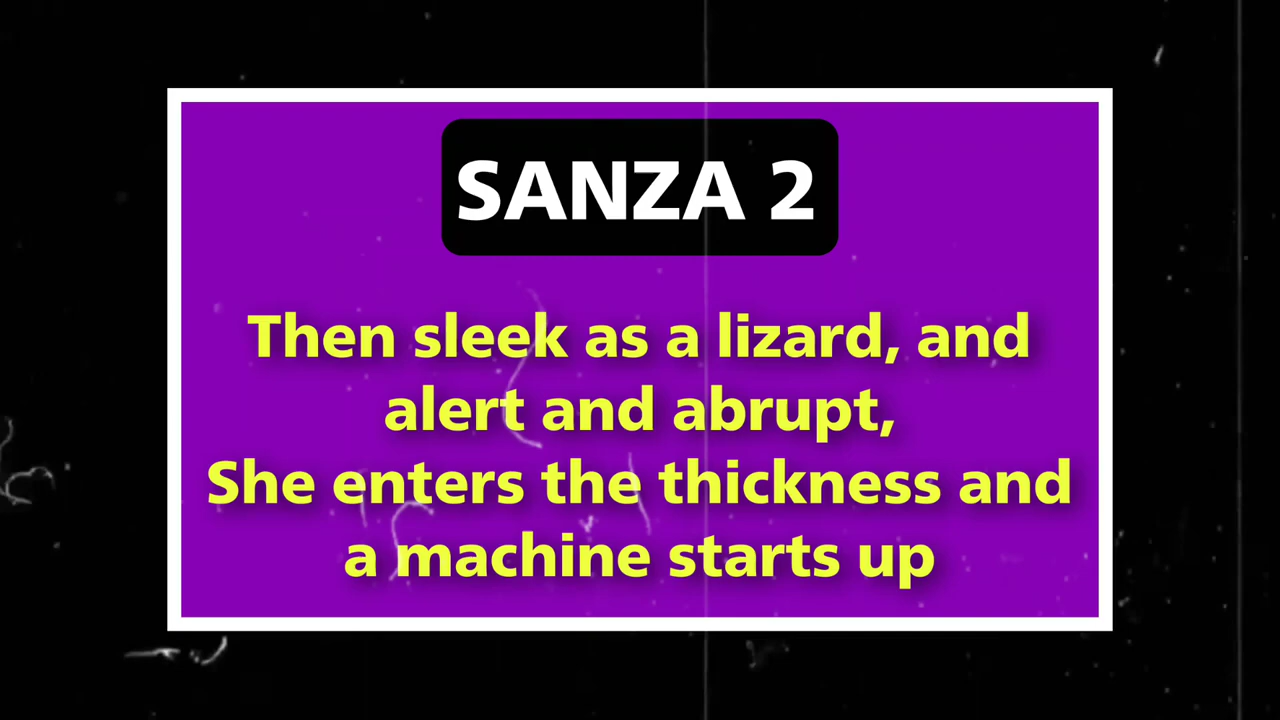 SANZA 2
Then sleek as a lizard, and
alert and abrupt,
She enters the thickness and
a machine starts up